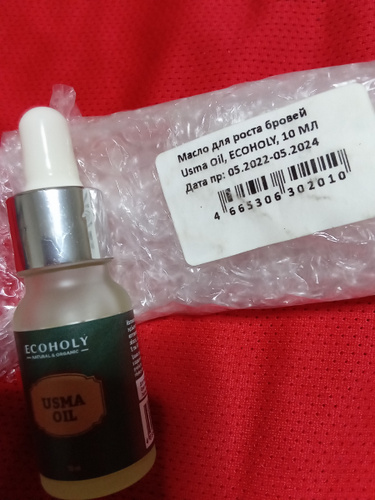 Масло для роста бровей
Usma Oil, ECOHOLY, 10 МЛ
Дата пр: 05.2022-05.2024
4 665306 302010
ECOHOLY
NATURAL & ORGANIC
USMA
OIL